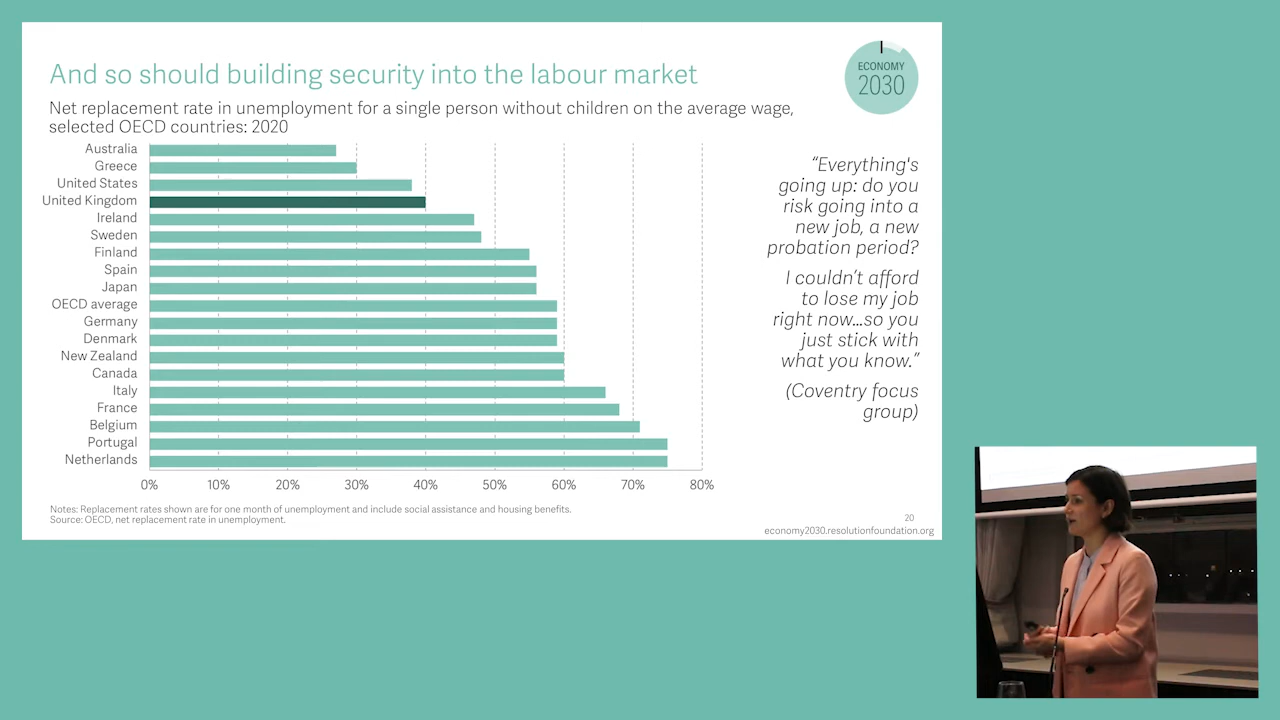 And so should building security into the labour market
ECONOMY
2030
Net replacement rate in unemployment for a single person without children on the average wage,
selected OECD countries: 2020
Australia
Greece
United States
United Kingdom
Ireland
Sweden
Finland
Spain
Japan
OECD average
Germany
Denmark
New Zealand
Canada
Italy
France
Belgium
Portugal
Netherlands
0% 10% 20% 30% 40% 50% 60% 70% 80%
“Everything's
going up: do you
risk going into a
new job, a new
probation period?
I couldn’t afford
to lose my job
right now…so you
just stick with
what you know.”
(Coventry focus
group)
Notes: Replacement rates shown are for one month of unemployment and include social assistance and housing benefits.
Source: OECD, net replacement rate in unemployment.
20
economy2030.resolutionfoundation.org